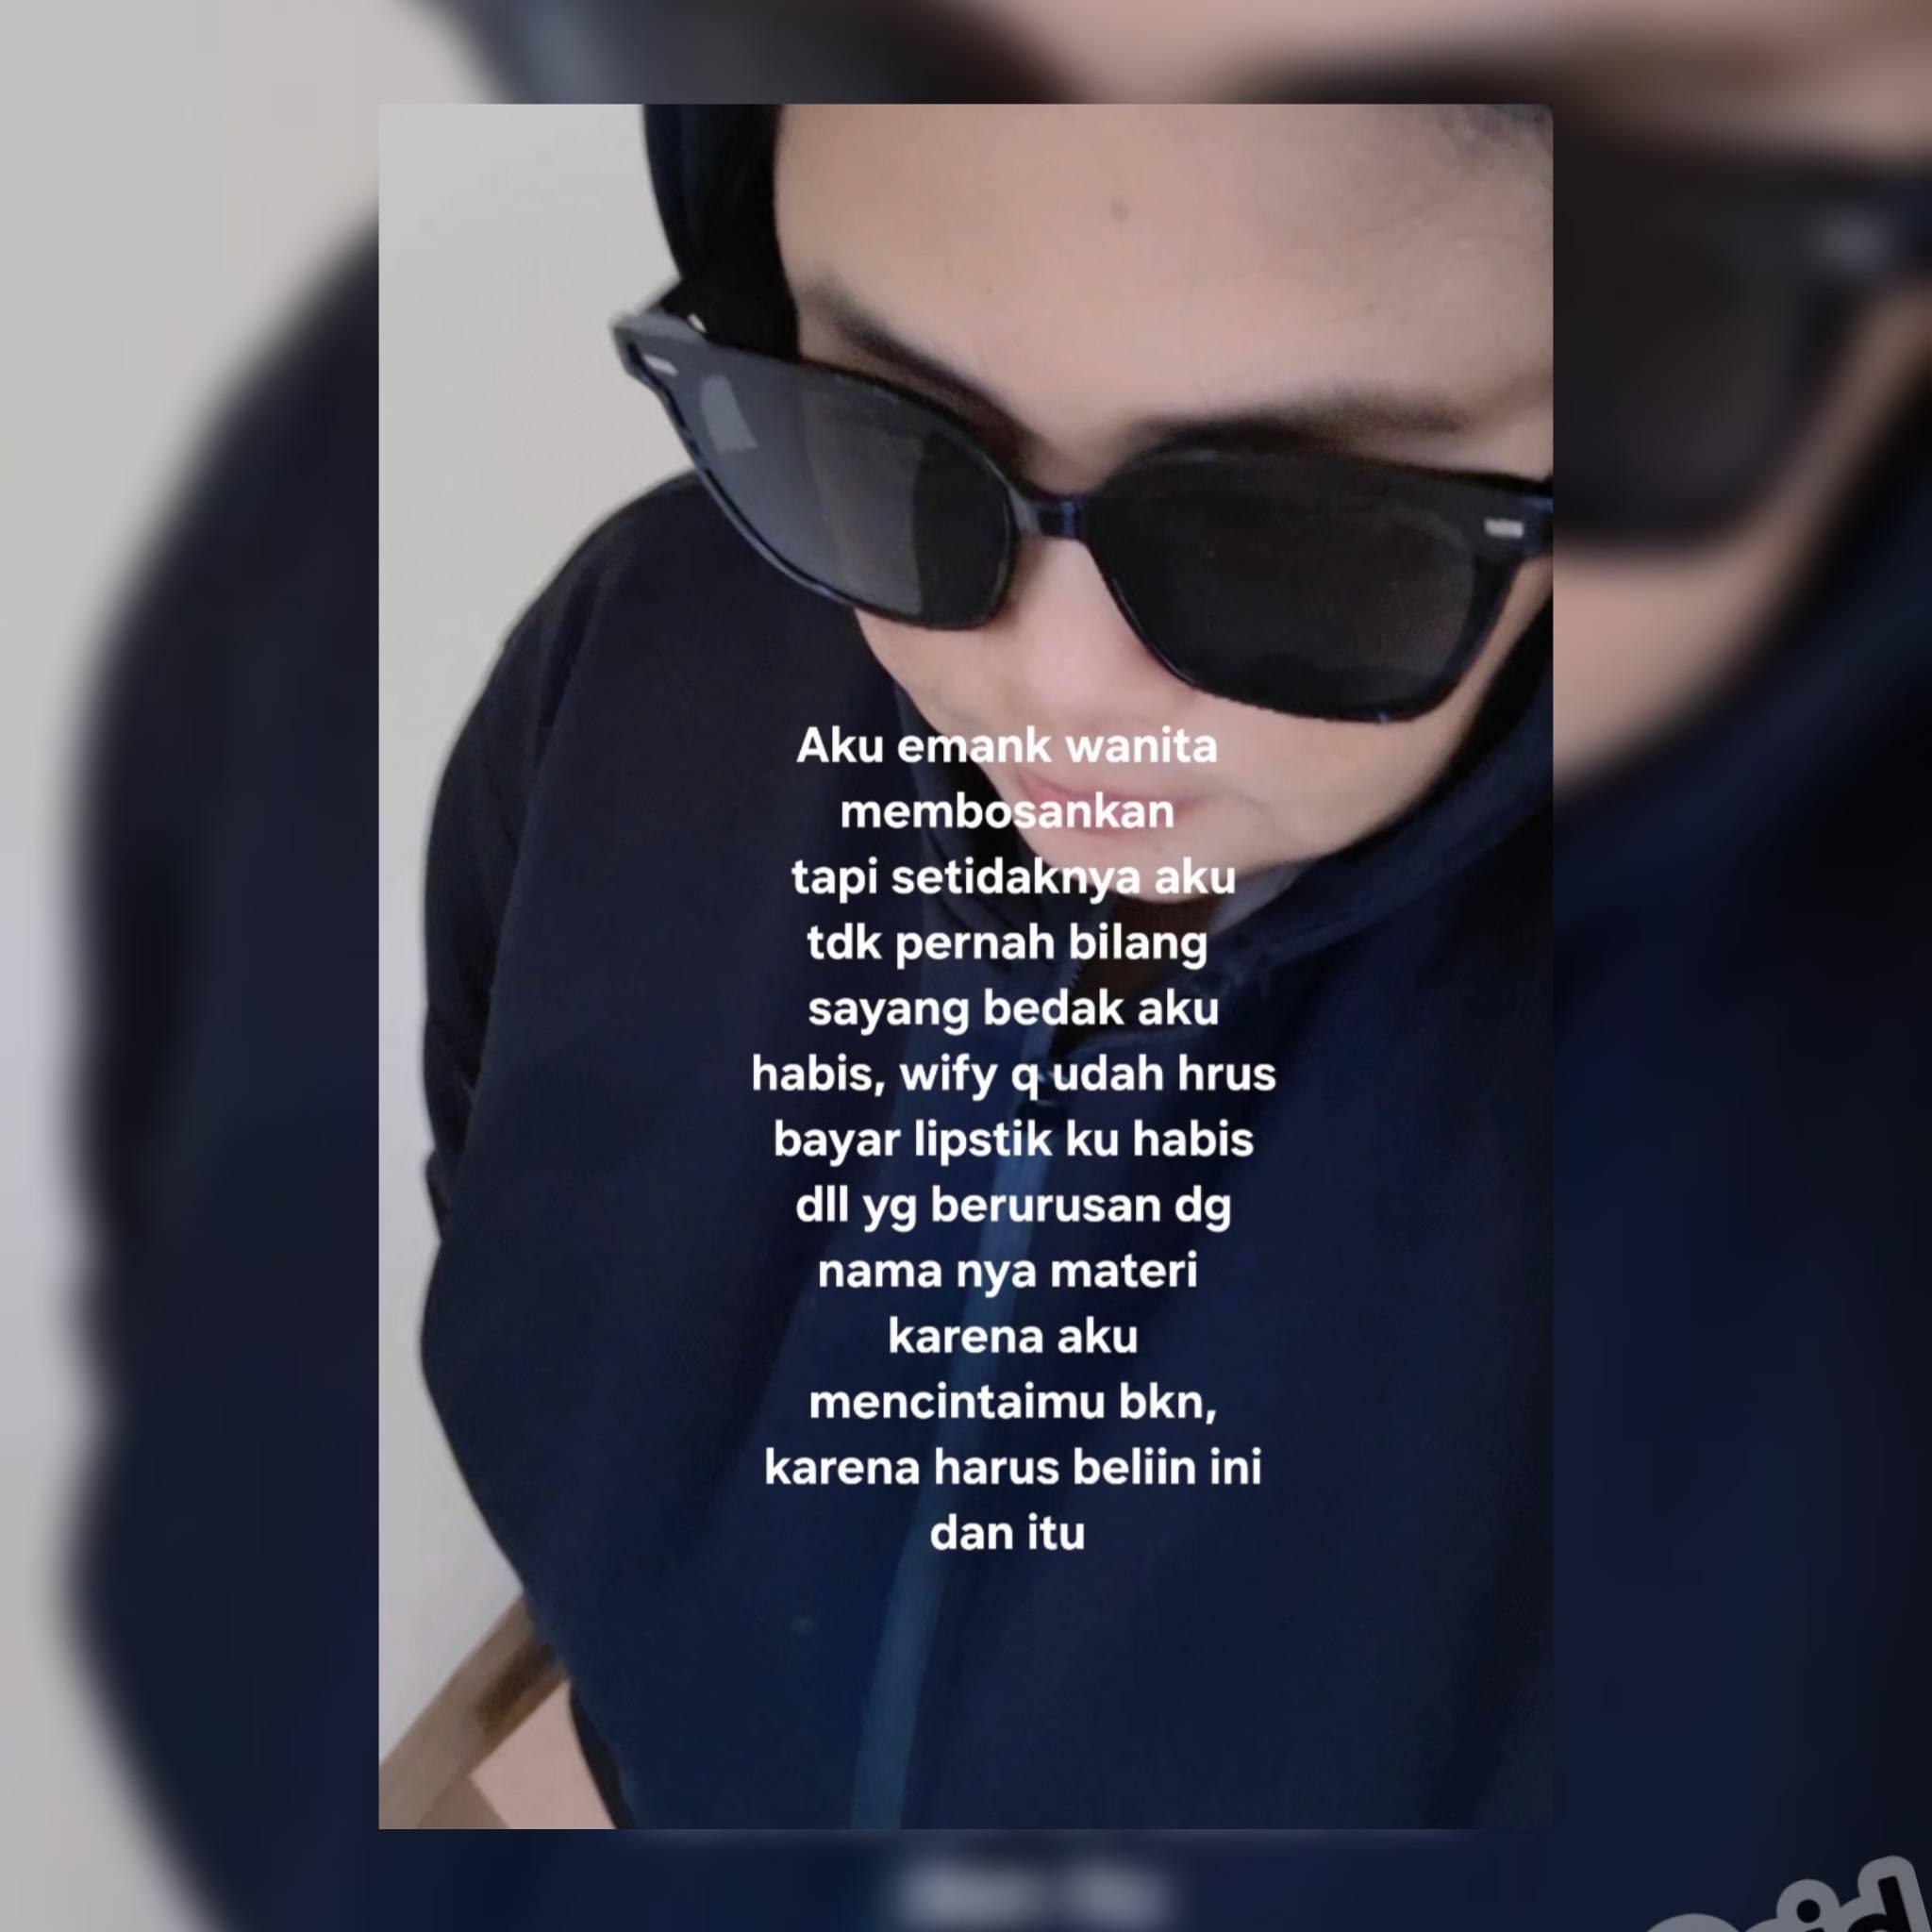 Aku emank wanita
membosankan
tapi setidaknya aku
tdk pernah bilang
sayang bedak aku
habis, wify q udah hrus
bayar lipstik ku habis
dll yg berurusan dg
nama nya materi
karena aku
mencintaimu bkn,
karena harus beliin ini
dan itu